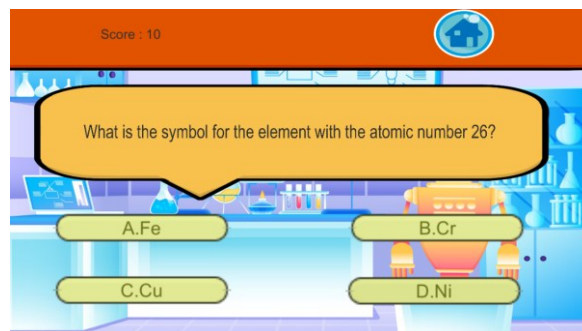 Score : 10
What is the symbol for the element with the atomic number 26?
A.Fe
B.Cr
C.Cu
D.Ni